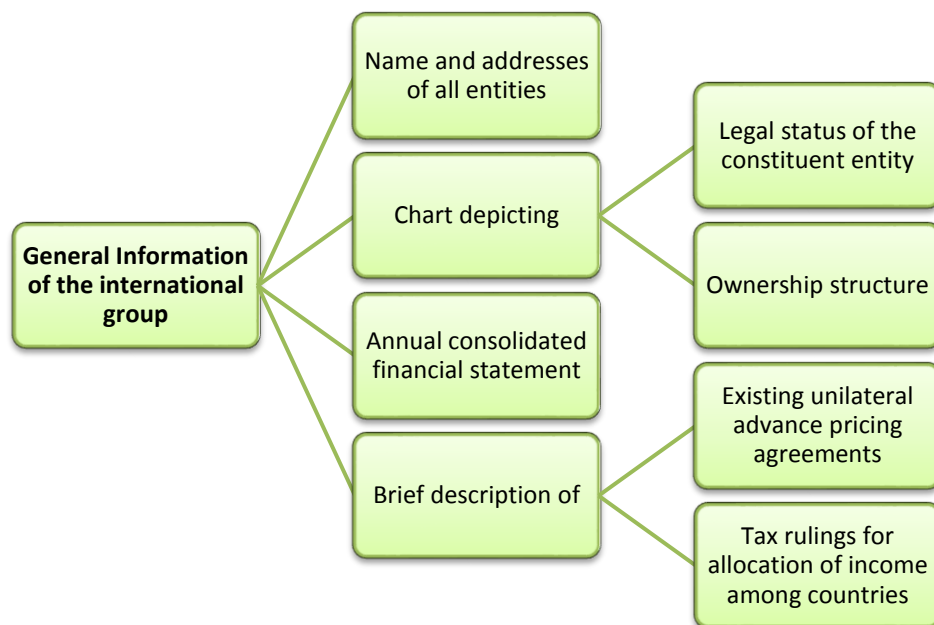 General Information
of the international
group
Name and addresses
of all entities
Chart depicting
Legal status of the
constituent entity
Ownership structure
Annual consolidated
financial statement
Brief description of
Existing unilateral
advance pricing
agreements
Tax rulings for
allocation of income
among countries